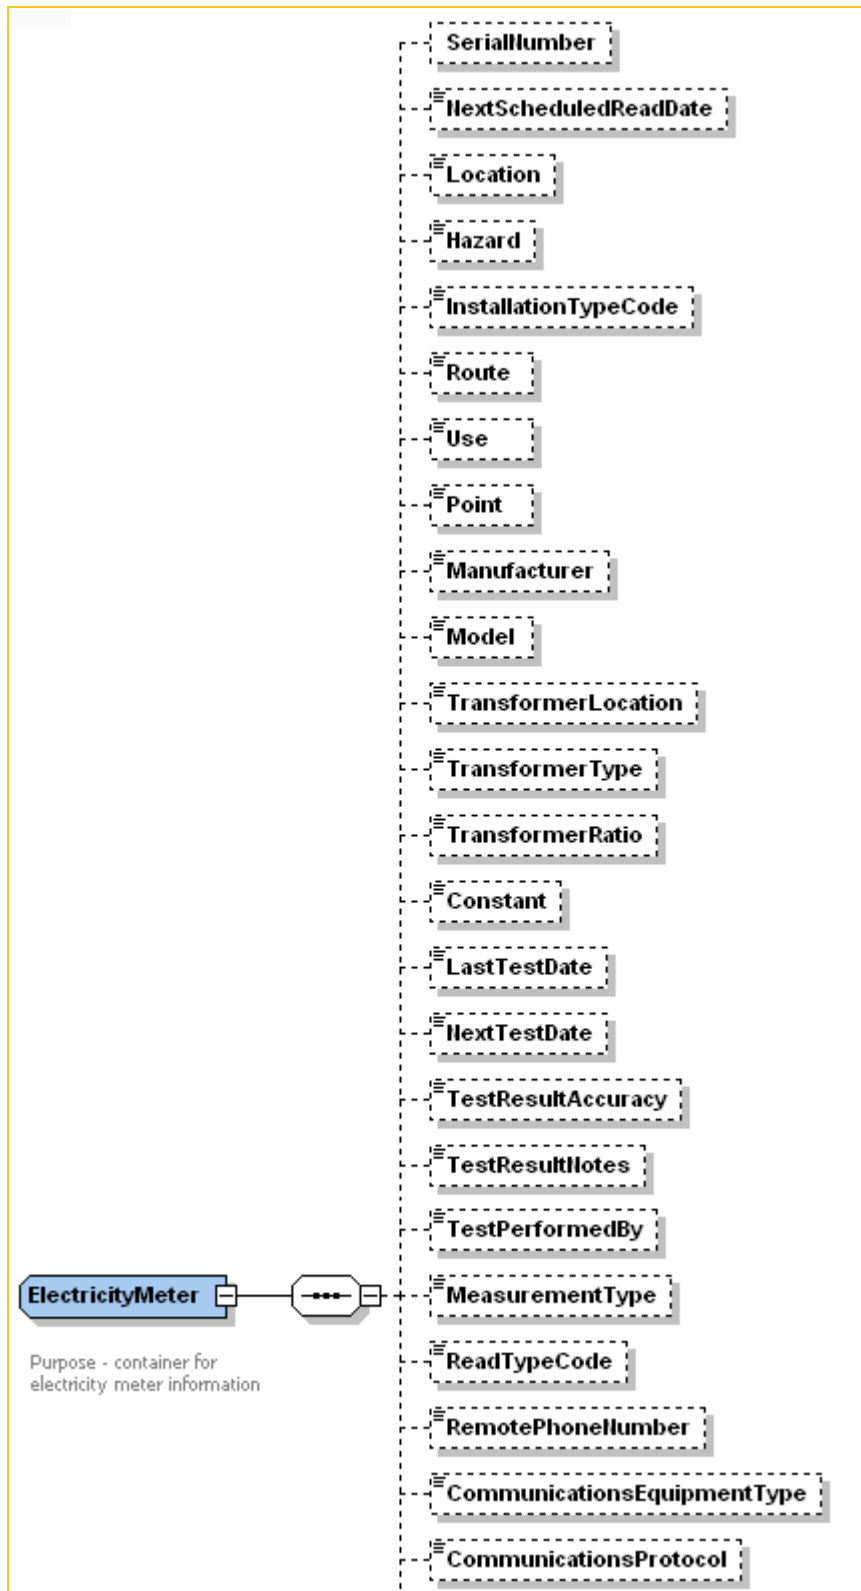 SerialNumber
NextScheduledReadDate
Location
Hazard
InstallationTypeCode
Route
Use
Point
Manufacturer
Model
TransformerLocation
TransformerType
TransformerRatio
Constant
LastTestDate
NextTestDate
TestResultAccuracy
TestResultNotes
TestPerformedBy
ElectricityMeter
MeasurementType
Purpose - container for
electricity meter information
ReadTypeCode
RemotePhoneNumber
CommunicationsEquipmentType
CommunicationsProtocol